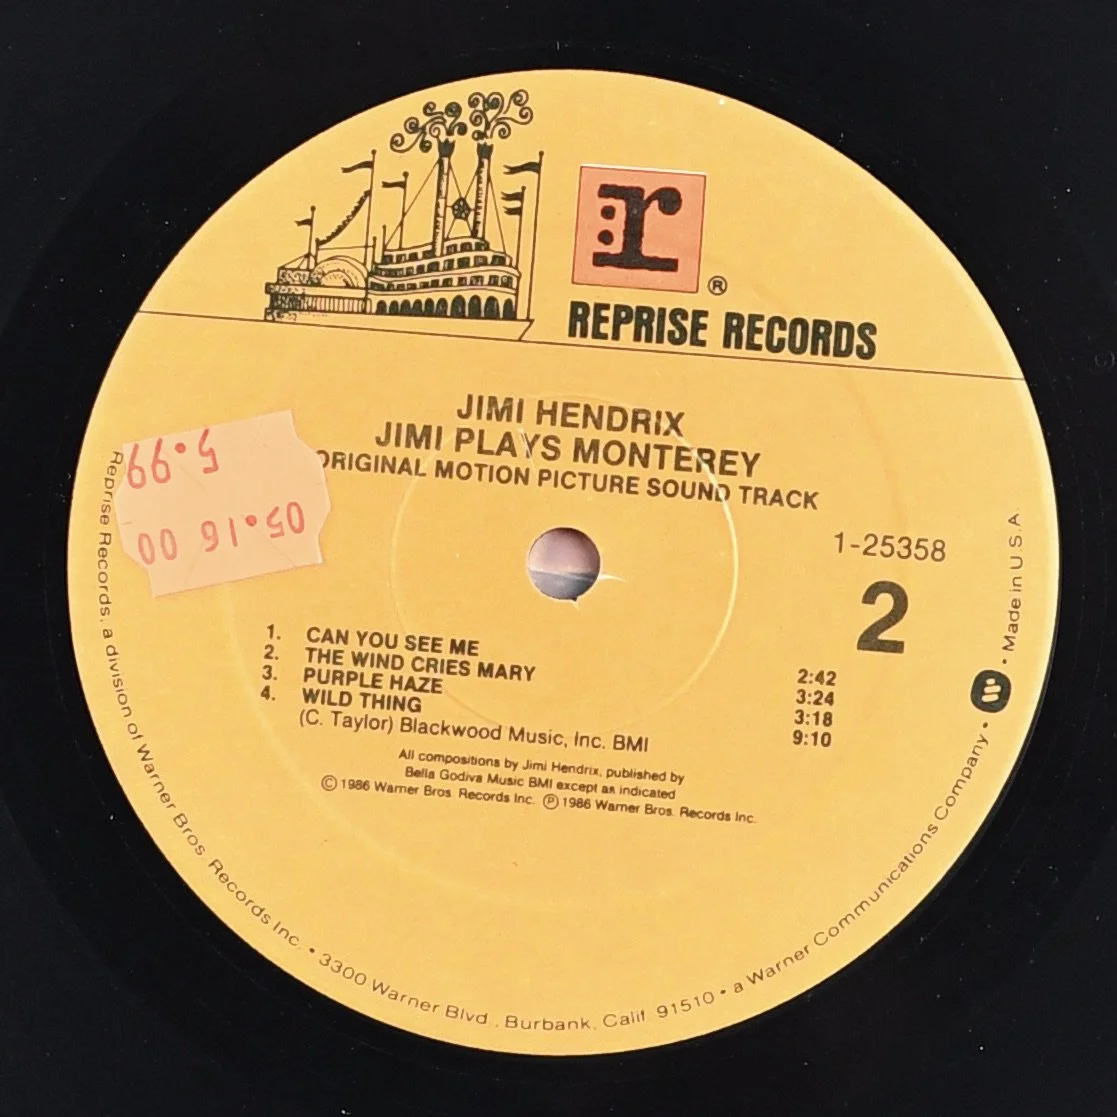 r
®
REPRISE RECORDS
JIMI HENDRIX
JIMI PLAYS MONTEREY
ORIGINAL MOTION PICTURE SOUND TRACK
5.99
05.16 00
1-25358
2
1. CAN YOU SEE ME 2:42
2. THE WIND CRIES MARY 3:24
3. PURPLE HAZE 3:18
4. WILD THING 9:10
(C. Taylor) Blackwood Music, Inc. BMI
All compositions by Jimi Hendrix, published by
Bella Godiva Music BMI except as indicated
© 1986 Warner Bros. Records Inc. ℗ 1986 Warner Bros. Records Inc.
Reprise Records, a division of Warner Bros. Records Inc. • 3300 Warner Blvd., Burbank, Calif. 91510 • a Warner Communications Company • • Made in U.S.A.